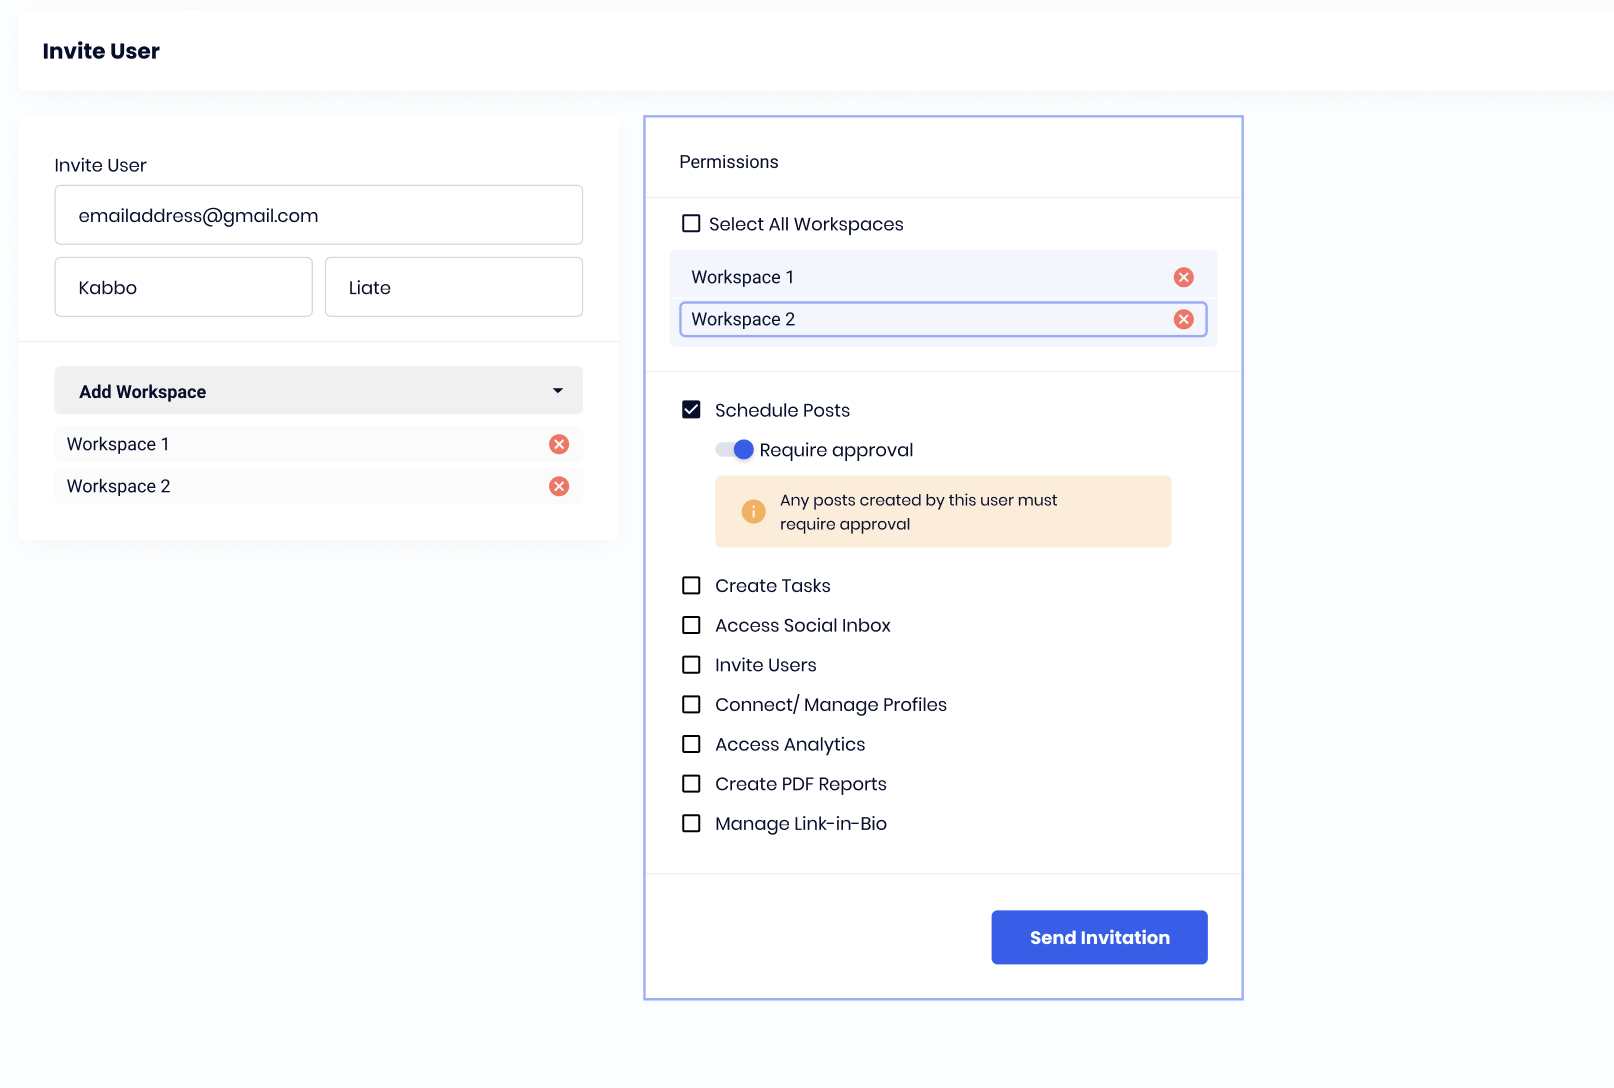 Invite User
Invite User
emailaddress@gmail.com
Kabbo
Liate
Add Workspace
Workspace 1
Workspace 2
Permissions
Select All Workspaces
Workspace 1
Workspace 2
Schedule Posts
Require approval
Any posts created by this user must
require approval
Create Tasks
Access Social Inbox
Invite Users
Connect/ Manage Profiles
Access Analytics
Create PDF Reports
Manage Link-in-Bio
Send Invitation